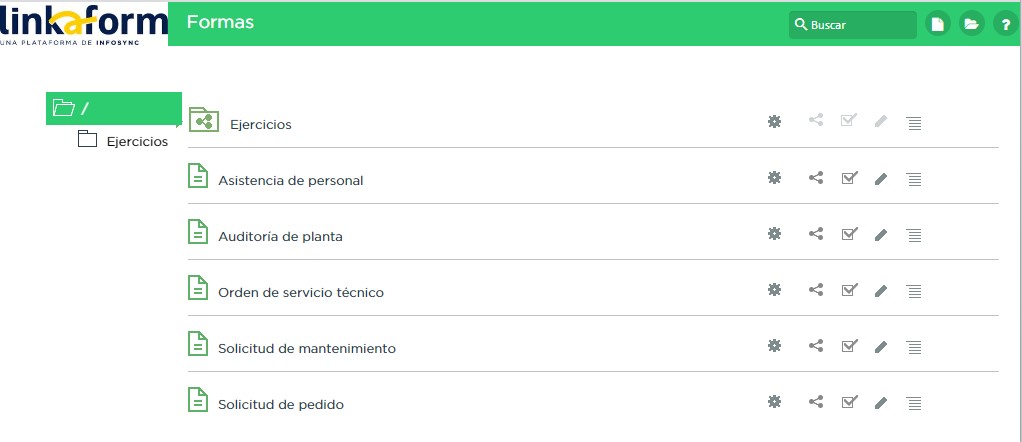 linkaform
UNA PLATAFORMA DE INFOSYNC
Formas
Buscar
?
/
Ejercicios
Ejercicios
Asistencia de personal
Auditoría de planta
Orden de servicio técnico
Solicitud de mantenimiento
Solicitud de pedido